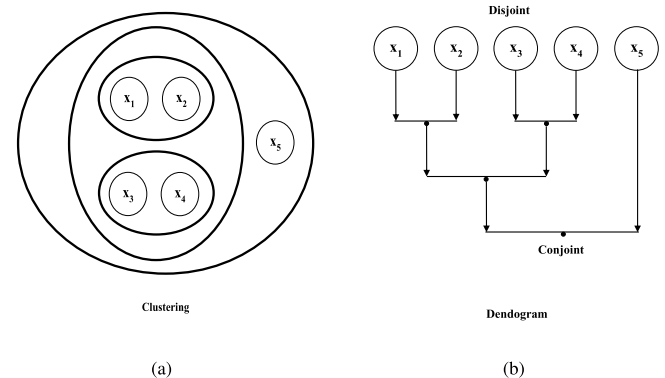 x1 x2
x3 x4
x5
Clustering
(a)
Disjoint
x1 x2 x3 x4 x5
Conjoint
Dendogram
(b)